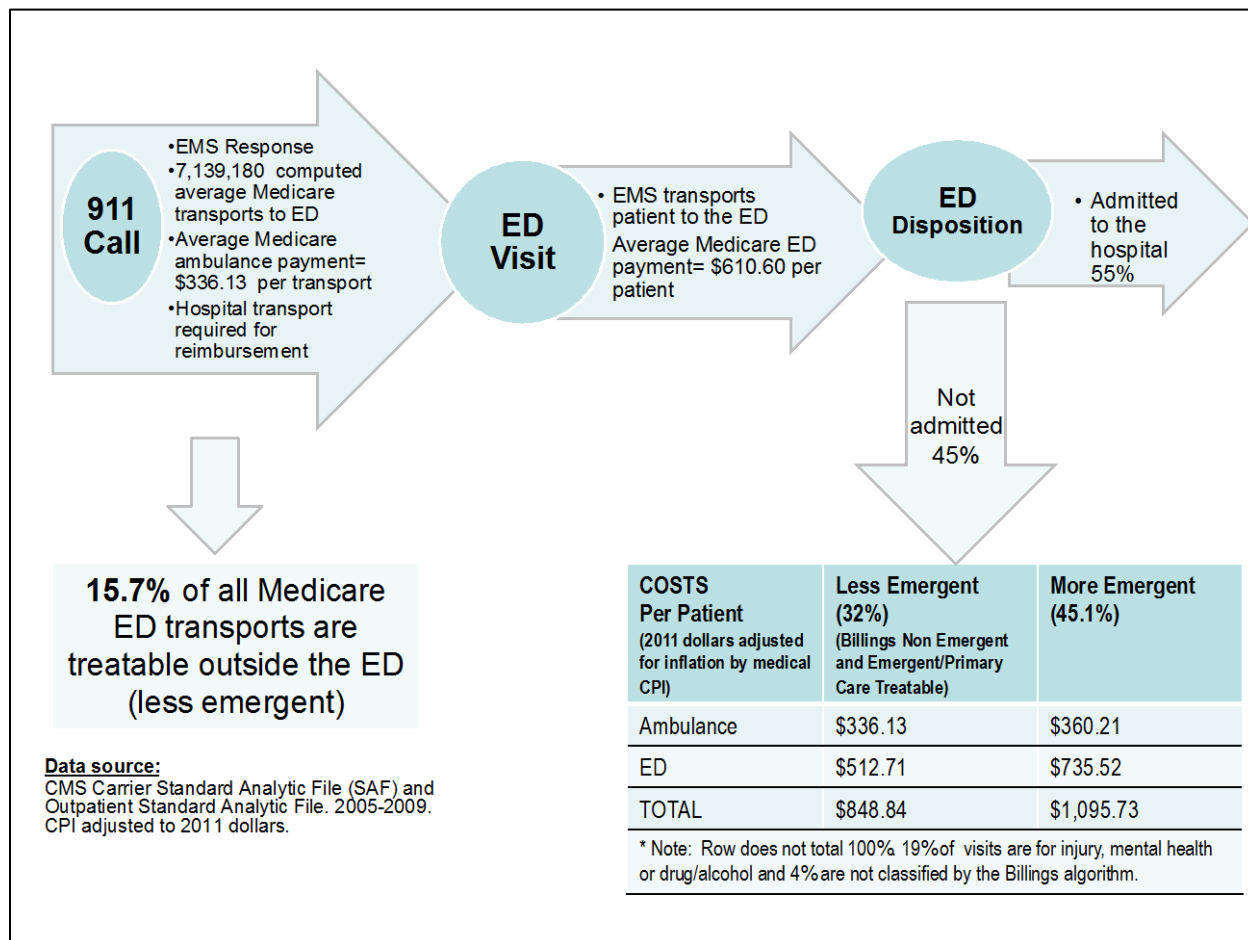 911
Call
•EMS Response
•7,139,180 computed
average Medicare
transports to ED
•Average Medicare
ambulance payment=
$336.13 per transport
•Hospital transport
required for
reimbursement
ED
Visit
• EMS transports
patient to the ED
Average Medicare ED
payment= $610.60 per
patient
ED
Disposition
• Admitted
to the
hospital
55%
Not
admitted
45%
15.7% of all Medicare
ED transports are
treatable outside the ED
(less emergent)
Data source:
CMS Carrier Standard Analytic File (SAF) and
Outpatient Standard Analytic File. 2005-2009.
CPI adjusted to 2011 dollars.
COSTS
Per Patient
(2011 dollars adjusted
for inflation by medical
CPI)
Less Emergent
(32%)
(Billings Non Emergent
and Emergent/Primary
Care Treatable)
More Emergent
(45.1%)
Ambulance $336.13 $360.21
ED $512.71 $735.52
TOTAL $848.84 $1,095.73
* Note: Row does not total 100%. 19% of visits are for injury, mental health
or drug/alcohol and 4% are not classified by the Billings algorithm.